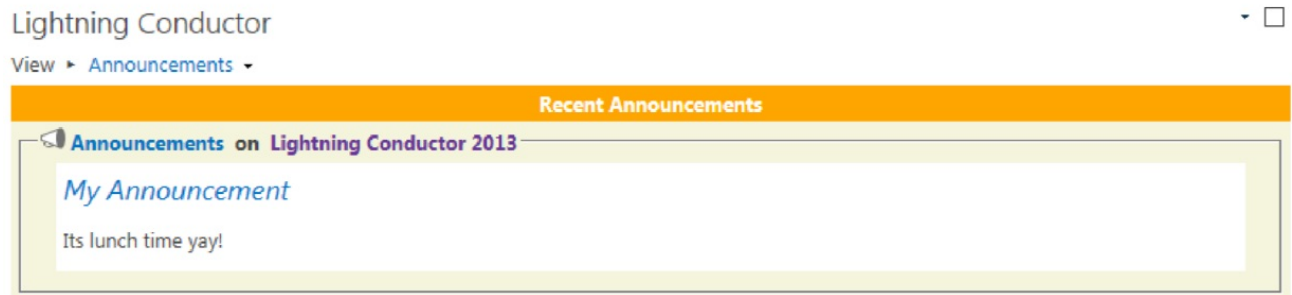 Lightning Conductor
View ▸ Announcements ▾
Recent Announcements
Announcements on Lightning Conductor 2013
My Announcement
Its lunch time yay!